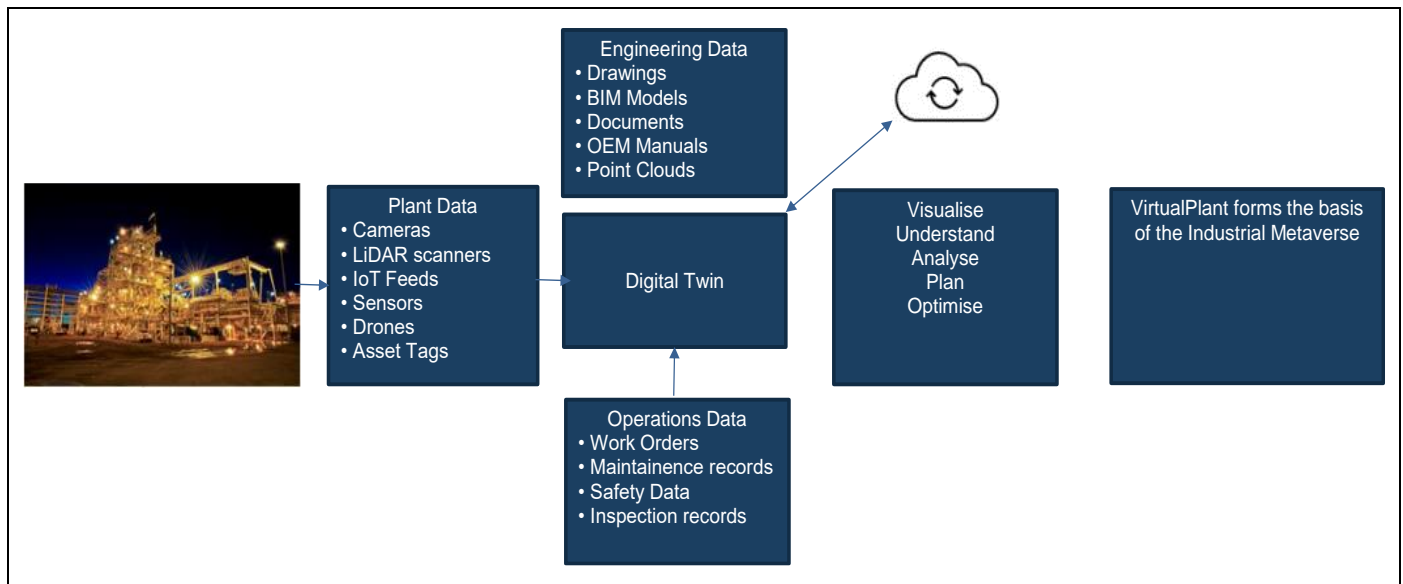 Engineering Data
• Drawings
• BIM Models
• Documents
• OEM Manuals
• Point Clouds
Plant Data
• Cameras
• LiDAR scanners
• IoT Feeds
• Sensors
• Drones
• Asset Tags
Digital Twin
Operations Data
• Work Orders
• Maintainence records
• Safety Data
• Inspection records
Visualise
Understand
Analyse
Plan
Optimise
VirtualPlant forms the basis
of the Industrial Metaverse